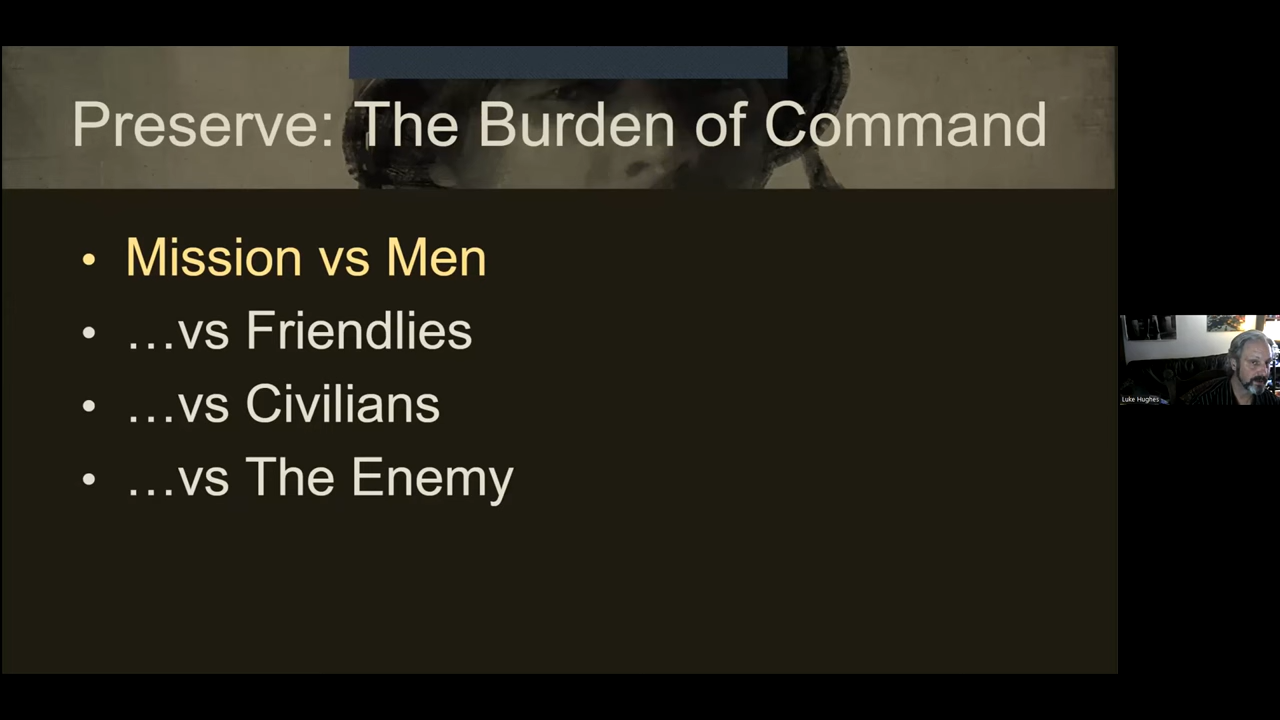 Preserve: The Burden of Command
• Mission vs Men
• …vs Friendlies
• …vs Civilians
• …vs The Enemy
Luke Hughes